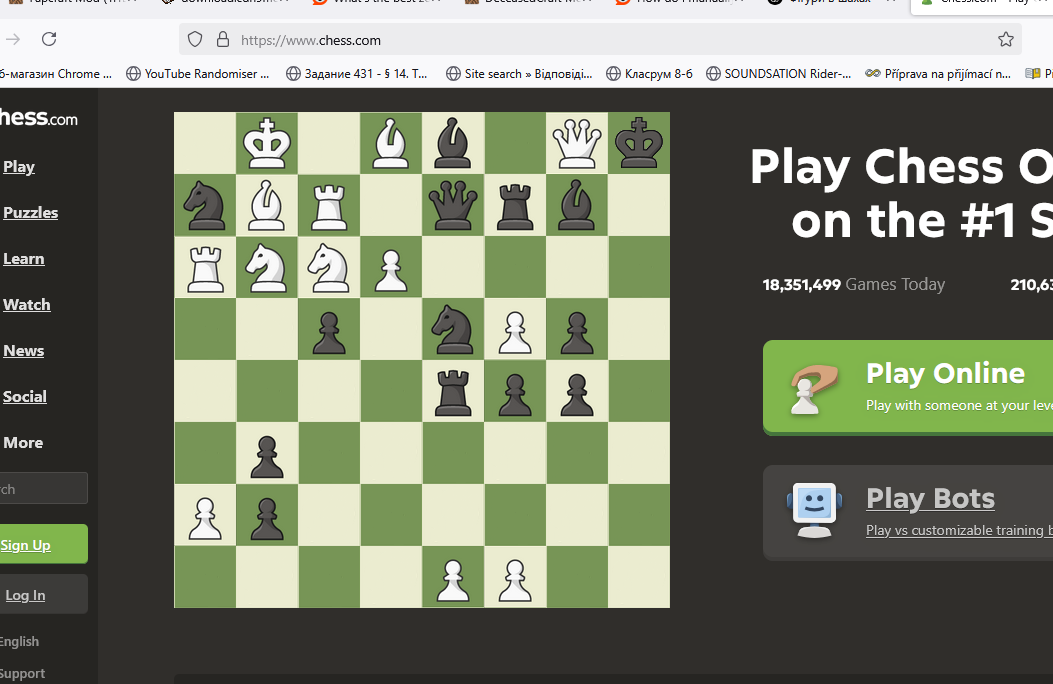 https://www.chess.com
YouTube Randomiser ...
Задание 431 - § 14. Т...
Site search » Відповіді...
Класрум 8-б
SOUNDSATION Rider-...
Příprava na přijímací n...
б-магазин Chrome ...
hess.com
Play
Puzzles
Learn
Watch
News
Social
More
rch
Sign Up
Log In
English
Support
Play Chess O
on the #1 S
18,351,499 Games Today
210,63
Play Online
Play with someone at your leve
Play Bots
Play vs customizable training b